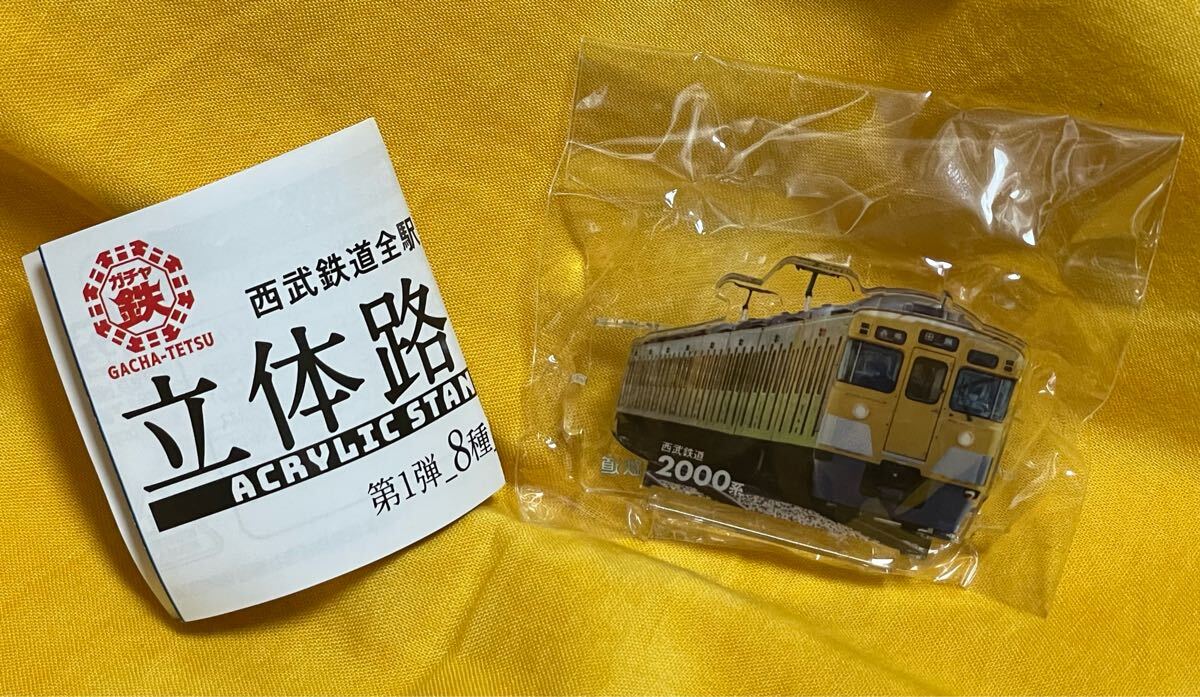 ガチャ
鉄
GACHA-TETSU
西武鉄道全駅
立体路
ACRYLIC STAN
第1弾_8種
西武鉄道
2000系